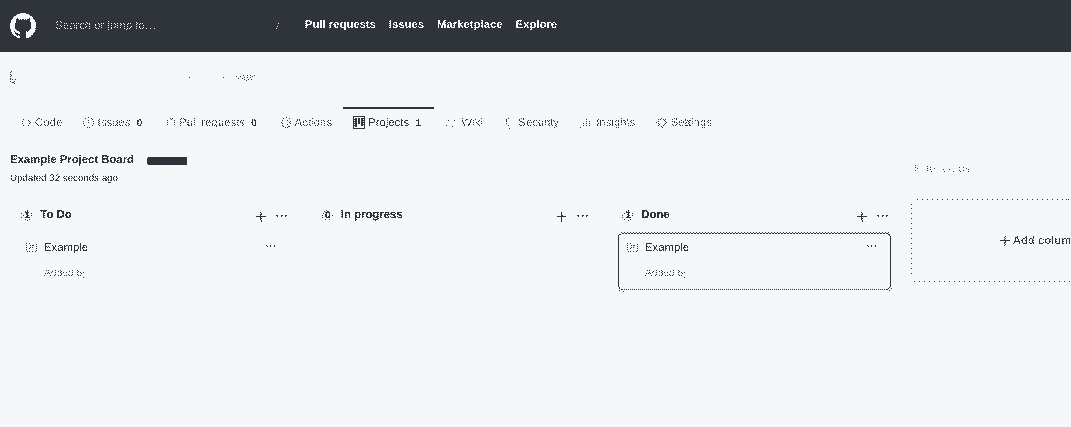 Search or jump to... /
Pull requests Issues Marketplace Explore
Code Issues 0 Pull requests 0 Actions Projects 1 Wiki Security Insights Settings
Example Project Board
Updated 32 seconds ago
1 To Do + ...
0 In progress + ...
1 Done + ...
Example ...
Added by
Example ...
Added by
+ Add colum